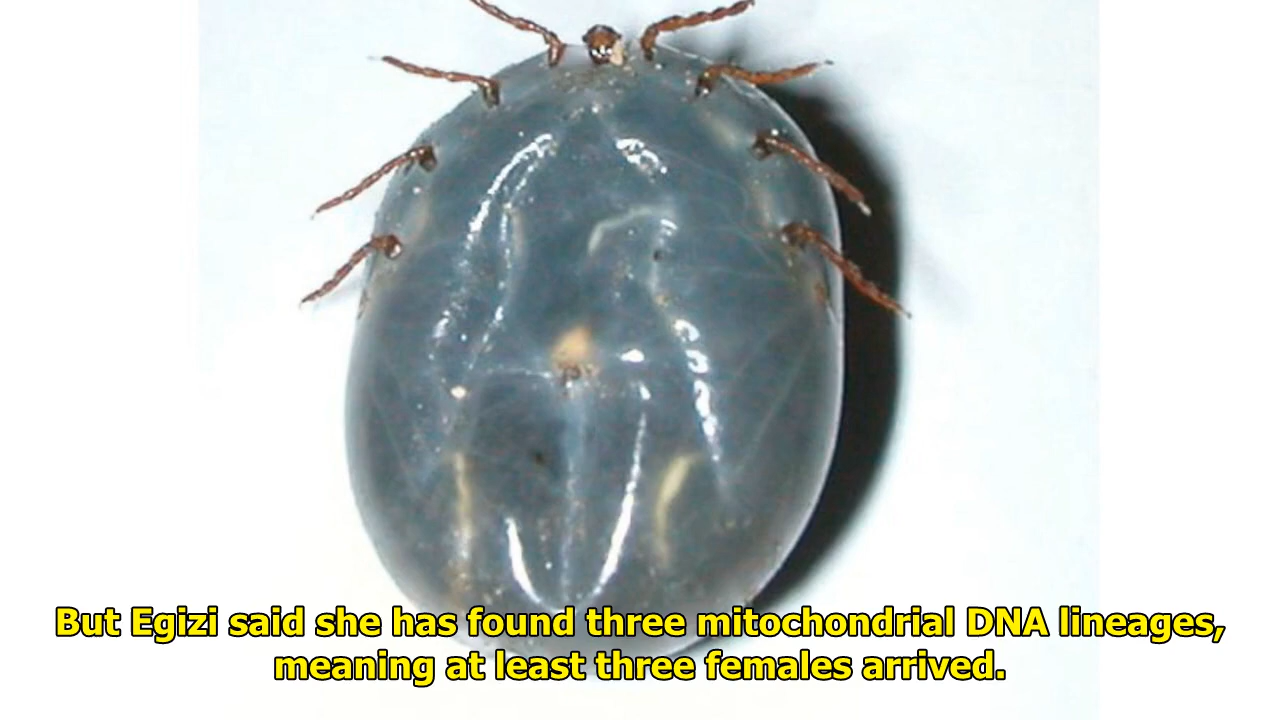 But Egizi said she has found three mitochondrial DNA lineages,
meaning at least three females arrived.